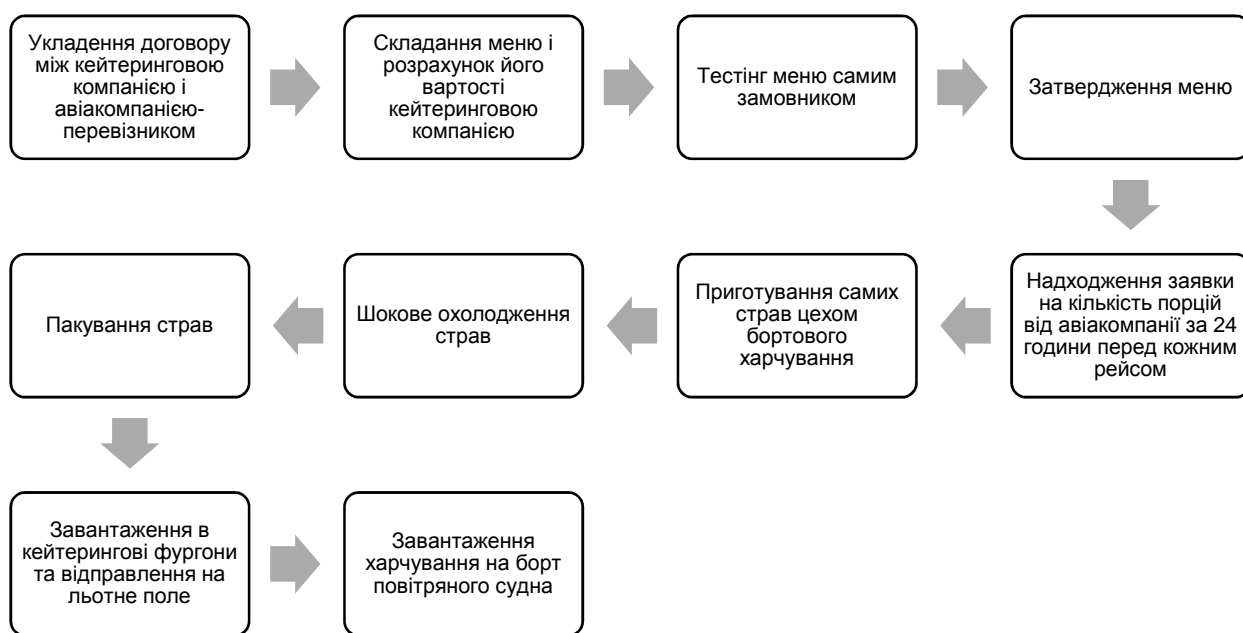 Укладення договору
між кейтеринговою
компанією і
авіакомпанією-
перевізником
Складання меню і
розрахунок його
вартості
кейтеринговою
компанією
Тестінг меню самим
замовником
Затвердження меню
Надходження заявки
на кількість порцій
від авіакомпанії за 24
години перед кожним
рейсом
Приготування самих
страв цехом
бортового
харчування
Шокове охолодження
страв
Пакування страв
Завантаження в
кейтерингові фургони
та відправлення на
льотне поле
Завантаження
харчування на борт
повітряного судна